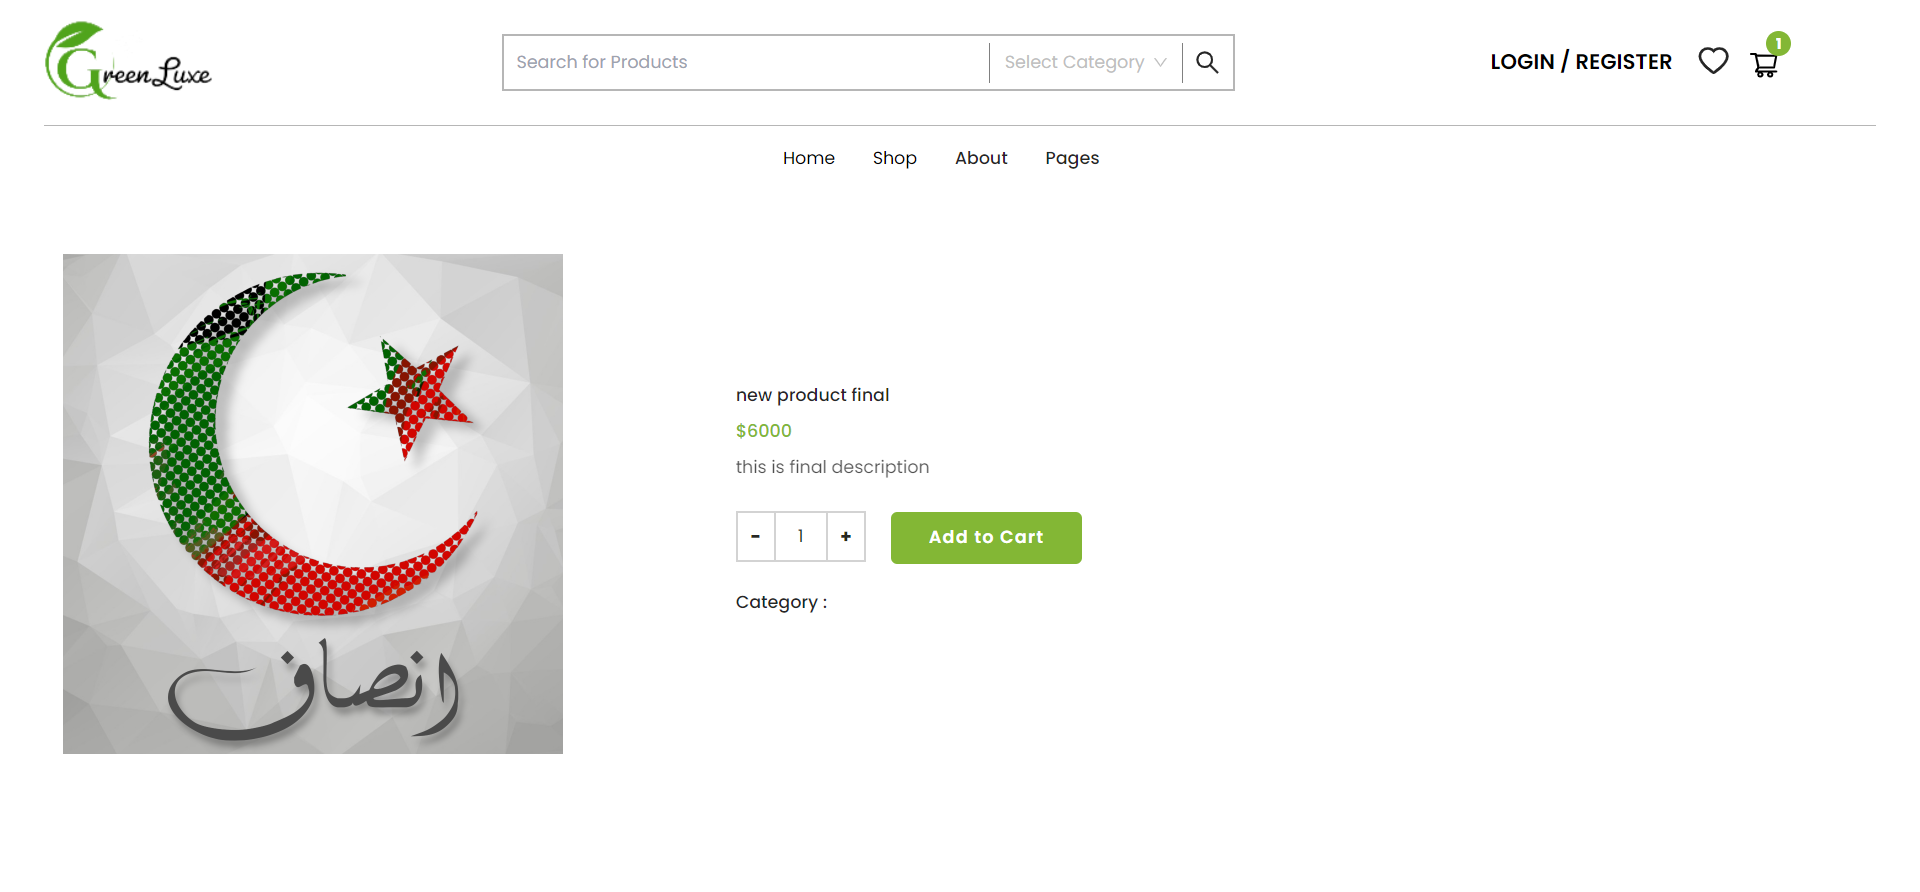 GreenLuxe
Search for Products
Select Category
LOGIN / REGISTER
1
Home Shop About Pages
new product final
$6000
this is final description
- 1 +
Add to Cart
Category :
انصاف